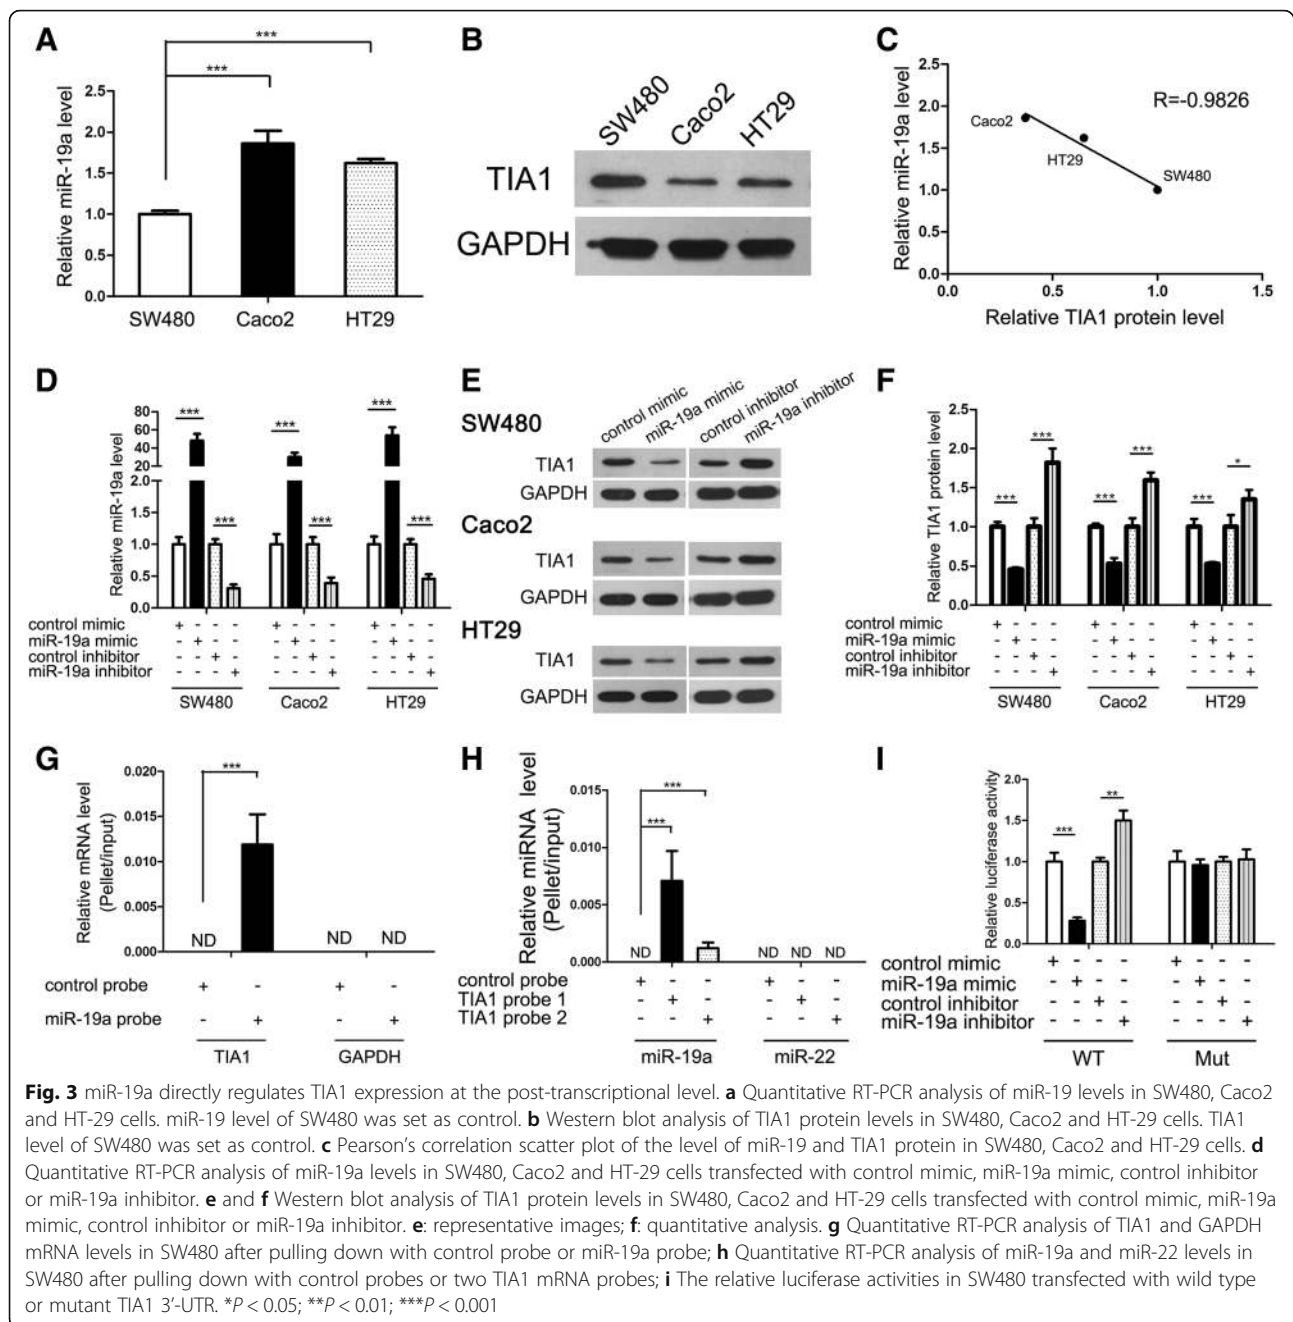 A
***
***
Relative miR-19a level
2.5
2.0
1.5
1.0
0.5
0.0
SW480 Caco2 HT29
B
SW480 Caco2 HT29
TIA1
GAPDH
C
Relative miR-19a level
2.5
2.0
1.5
1.0
0.5
0.0
R=-0.9826
Caco2
HT29
SW480
0.0 0.5 1.0 1.5
Relative TIA1 protein level
D
Relative miR-19a level
80
60
40
20
2.0
1.5
1.0
0.5
0.0
*** *** ***
*** *** ***
control mimic + - - - + - - - + - - -
miR-19a mimic - + - - - + - - - + - -
control inhibitor - - + - - - + - - - + -
miR-19a inhibitor - - - + - - - + - - - +
SW480 Caco2 HT29
E
control mimic miR-19a mimic control inhibitor miR-19a inhibitor
SW480
TIA1
GAPDH
Caco2
TIA1
GAPDH
HT29
TIA1
GAPDH
F
Relative TIA1 protein level
2.5
2.0
1.5
1.0
0.5
0.0
*** *** *** *** *** *
control mimic + - - - + - - - + - - -
miR-19a mimic - + - - - + - - - + - -
control inhibitor - - + - - - + - - - + -
miR-19a inhibitor - - - + - - - + - - - +
SW480 Caco2 HT29
G
Relative mRNA level
(Pellet/input)
0.020
0.015
0.010
0.005
0.000
***
ND ND ND
control probe + - + -
miR-19a probe - + - +
TIA1 GAPDH
H
Relative miRNA level
(Pellet/input)
0.015
0.010
0.005
0.000
***
***
ND ND ND ND
control probe + - - + - -
TIA1 probe 1 - + - - + -
TIA1 probe 2 - - + - - +
miR-19a miR-22
I
Relative luciferase activity
2.0
1.5
1.0
0.5
0.0
*** **
control mimic + - - - + - - -
miR-19a mimic - + - - - + - -
control inhibitor - - + - - - + -
miR-19a inhibitor - - - + - - - +
WT Mut
Fig. 3 miR-19a directly regulates TIA1 expression at the post-transcriptional level. a Quantitative RT-PCR analysis of miR-19 levels in SW480, Caco2
and HT-29 cells. miR-19 level of SW480 was set as control. b Western blot analysis of TIA1 protein levels in SW480, Caco2 and HT-29 cells. TIA1
level of SW480 was set as control. c Pearson's correlation scatter plot of the level of miR-19 and TIA1 protein in SW480, Caco2 and HT-29 cells. d
Quantitative RT-PCR analysis of miR-19a levels in SW480, Caco2 and HT-29 cells transfected with control mimic, miR-19a mimic, control inhibitor
or miR-19a inhibitor. e and f Western blot analysis of TIA1 protein levels in SW480, Caco2 and HT-29 cells transfected with control mimic, miR-19a
mimic, control inhibitor or miR-19a inhibitor. e: representative images; f: quantitative analysis. g Quantitative RT-PCR analysis of TIA1 and GAPDH
mRNA levels in SW480 after pulling down with control probe or miR-19a probe; h Quantitative RT-PCR analysis of miR-19a and miR-22 levels in
SW480 after pulling down with control probes or two TIA1 mRNA probes; i The relative luciferase activities in SW480 transfected with wild type
or mutant TIA1 3'-UTR. *P < 0.05; **P < 0.01; ***P < 0.001